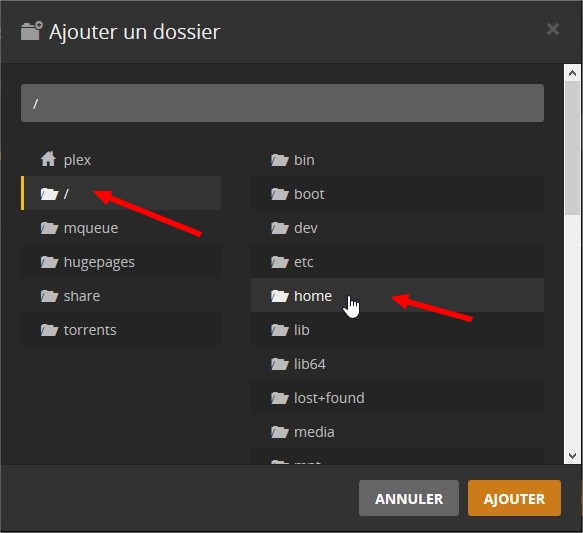 Ajouter un dossier
/
plex
/
mqueue
hugepages
share
torrents
bin
boot
dev
etc
home
lib
lib64
lost+found
media
ANNULER
AJOUTER